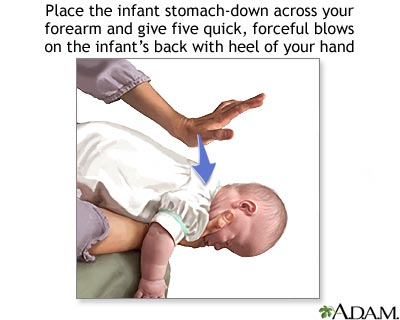 Place the infant stomach-down across your
forearm and give five quick, forceful blows
on the infant's back with heel of your hand
ADAM.